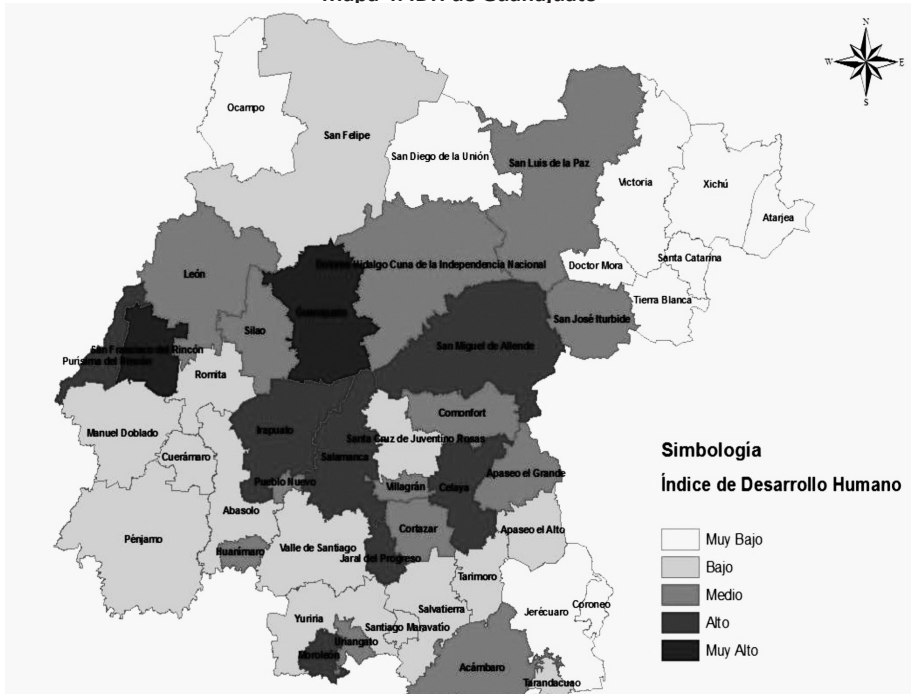 N
W E
S
Ocampo
San Felipe
San Diego de la Unión
San Luis de la Paz
Victoria
Xichú
Atarjea
León
Hidalgo Cuna de la Independencia Nacional
Doctor Mora
Santa Catarina
Tierra Blanca
Silao
San José Iturbide
San Miguel de Allende
San Francisco del Rincón
Purísima del Rincón
Romita
Manuel Doblado
Cuerámaro
Irapuato
Salamanca
Santa Cruz de Juventino Rosas
Comonfort
Pueblo Nuevo
Villagrán
Celaya
Apaseo el Grande
Abasolo
Pénjamo
Huanímaro
Valle de Santiago
Cortazar
Apaseo el Alto
Jaral del Progreso
Tarimoro
Yuriria
Salvatierra
Santiago Maravatío
Jerécuaro
Coroneo
Uriangato
Moroleón
Acámbaro
Tarandacuao
Simbología
Índice de Desarrollo Humano
Muy Bajo
Bajo
Medio
Alto
Muy Alto